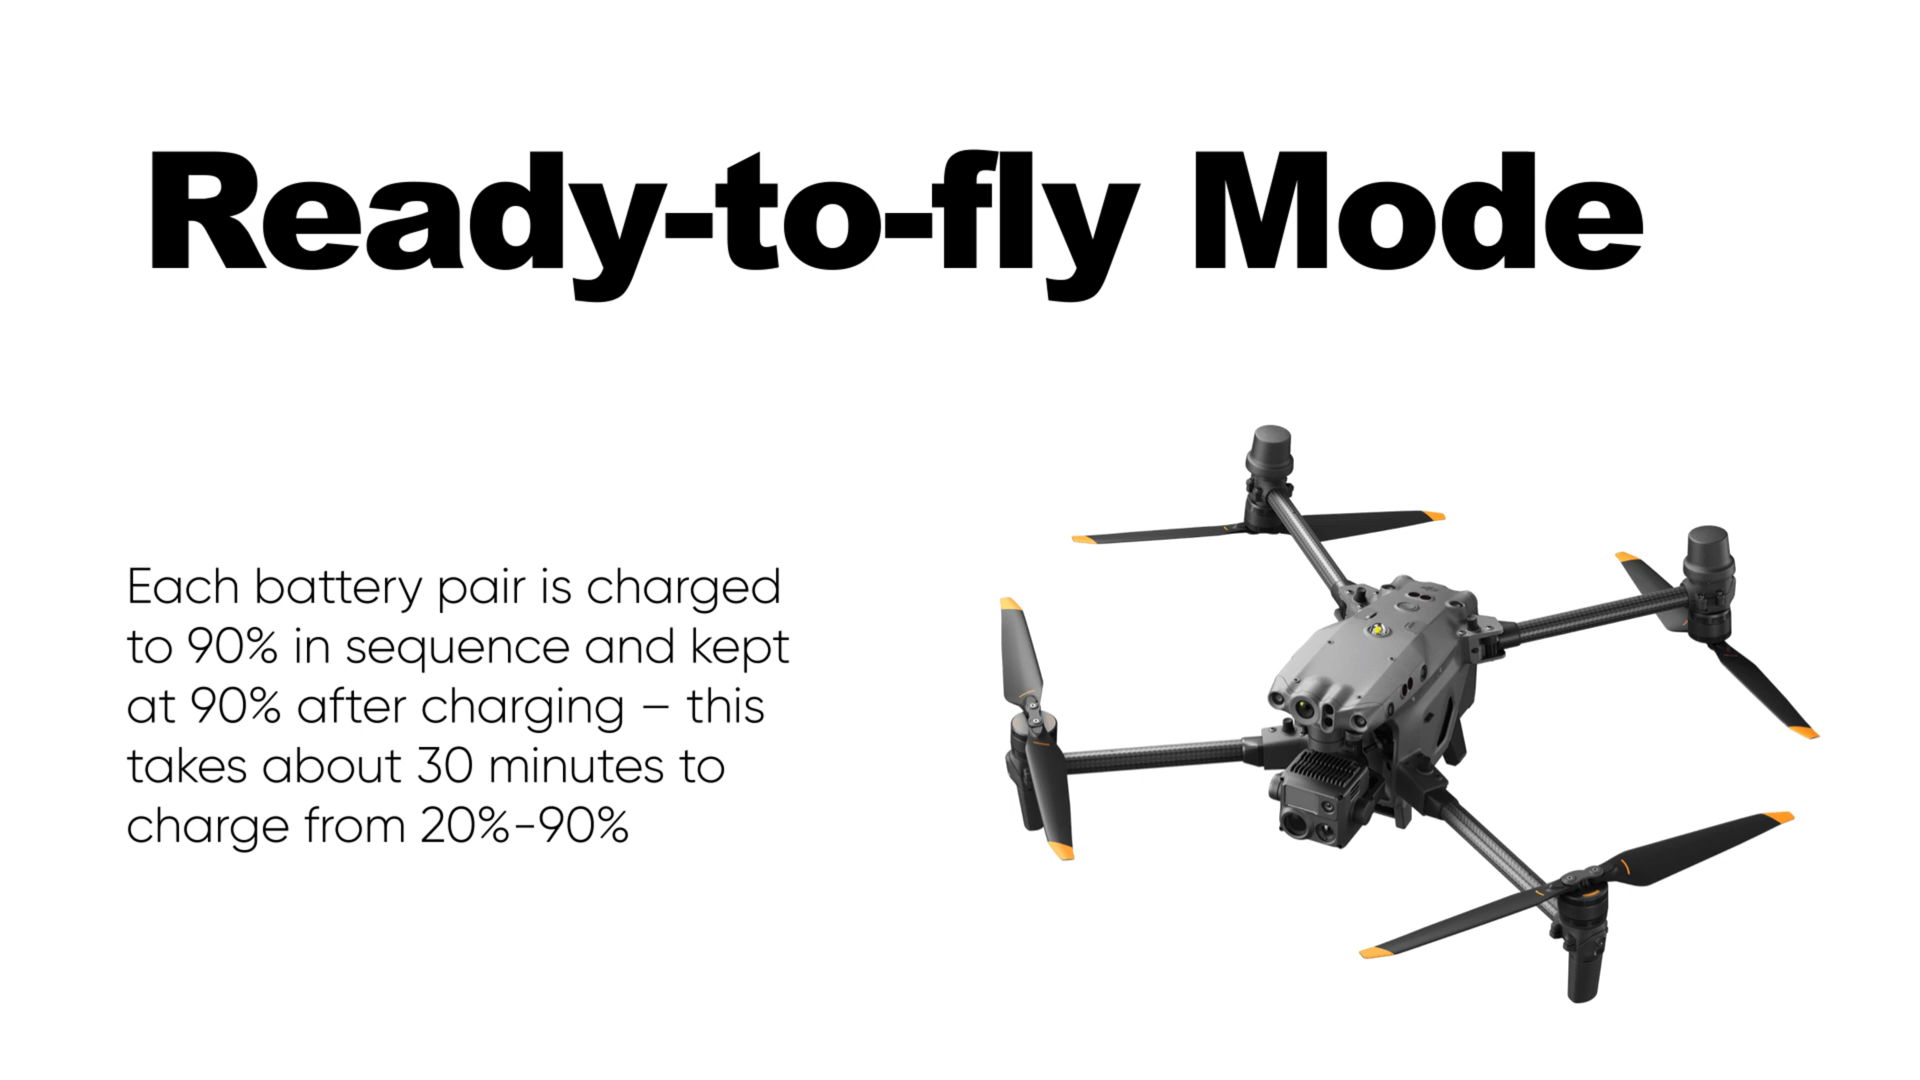 Ready-to-fly Mode
Each battery pair is charged
to 90% in sequence and kept
at 90% after charging – this
takes about 30 minutes to
charge from 20%-90%